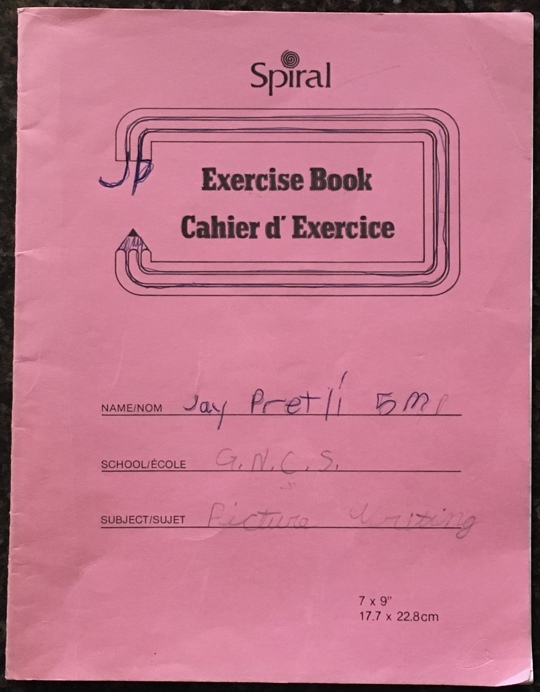 Spiral
Jp
Exercise Book
Cahier d' Exercice
NAME/NOM Jay Pretli 5M
SCHOOL/ÉCOLE G.N.C.S.
SUBJECT/SUJET Picture Writing
7 x 9"
17.7 x 22.8cm